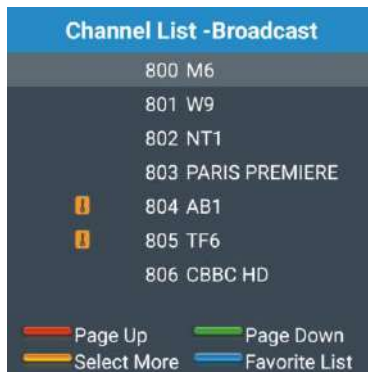 Channel List -Broadcast
800 M6
801 W9
802 NT1
803 PARIS PREMIERE
804 AB1
805 TF6
806 CBBC HD
Page Up Page Down
Select More Favorite List